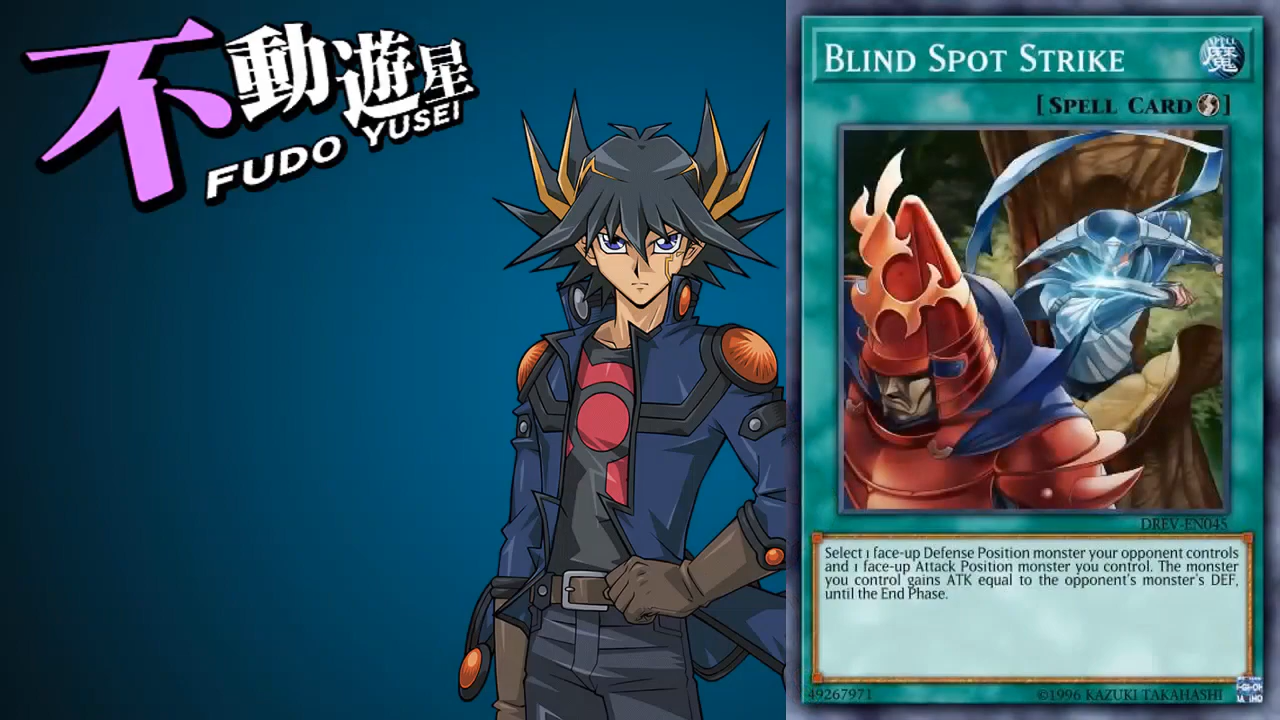 不動遊星
FUDO YUSEI
BLIND SPOT STRIKE
SPELL
魔
[SPELL CARD]
DREV-EN045
Select 1 face-up Defense Position monster your opponent controls
and 1 face-up Attack Position monster you control. The monster
you control gains ATK equal to the opponent's monster's DEF,
until the End Phase.
49267971
©1996 KAZUKI TAKAHASHI